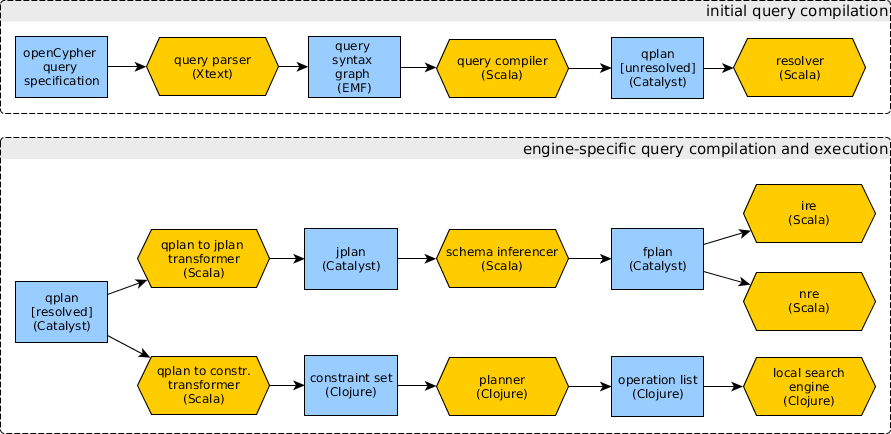 initial query compilation
openCypher
query
specification
query parser
(Xtext)
query
syntax
graph
(EMF)
query compiler
(Scala)
qplan
[unresolved]
(Catalyst)
resolver
(Scala)
engine-specific query compilation and execution
qplan
[resolved]
(Catalyst)
qplan to jplan
transformer
(Scala)
jplan
(Catalyst)
schema inferencer
(Scala)
fplan
(Catalyst)
ire
(Scala)
nre
(Scala)
qplan to constr.
transformer
(Scala)
constraint set
(Clojure)
planner
(Clojure)
operation list
(Clojure)
local search
engine
(Clojure)